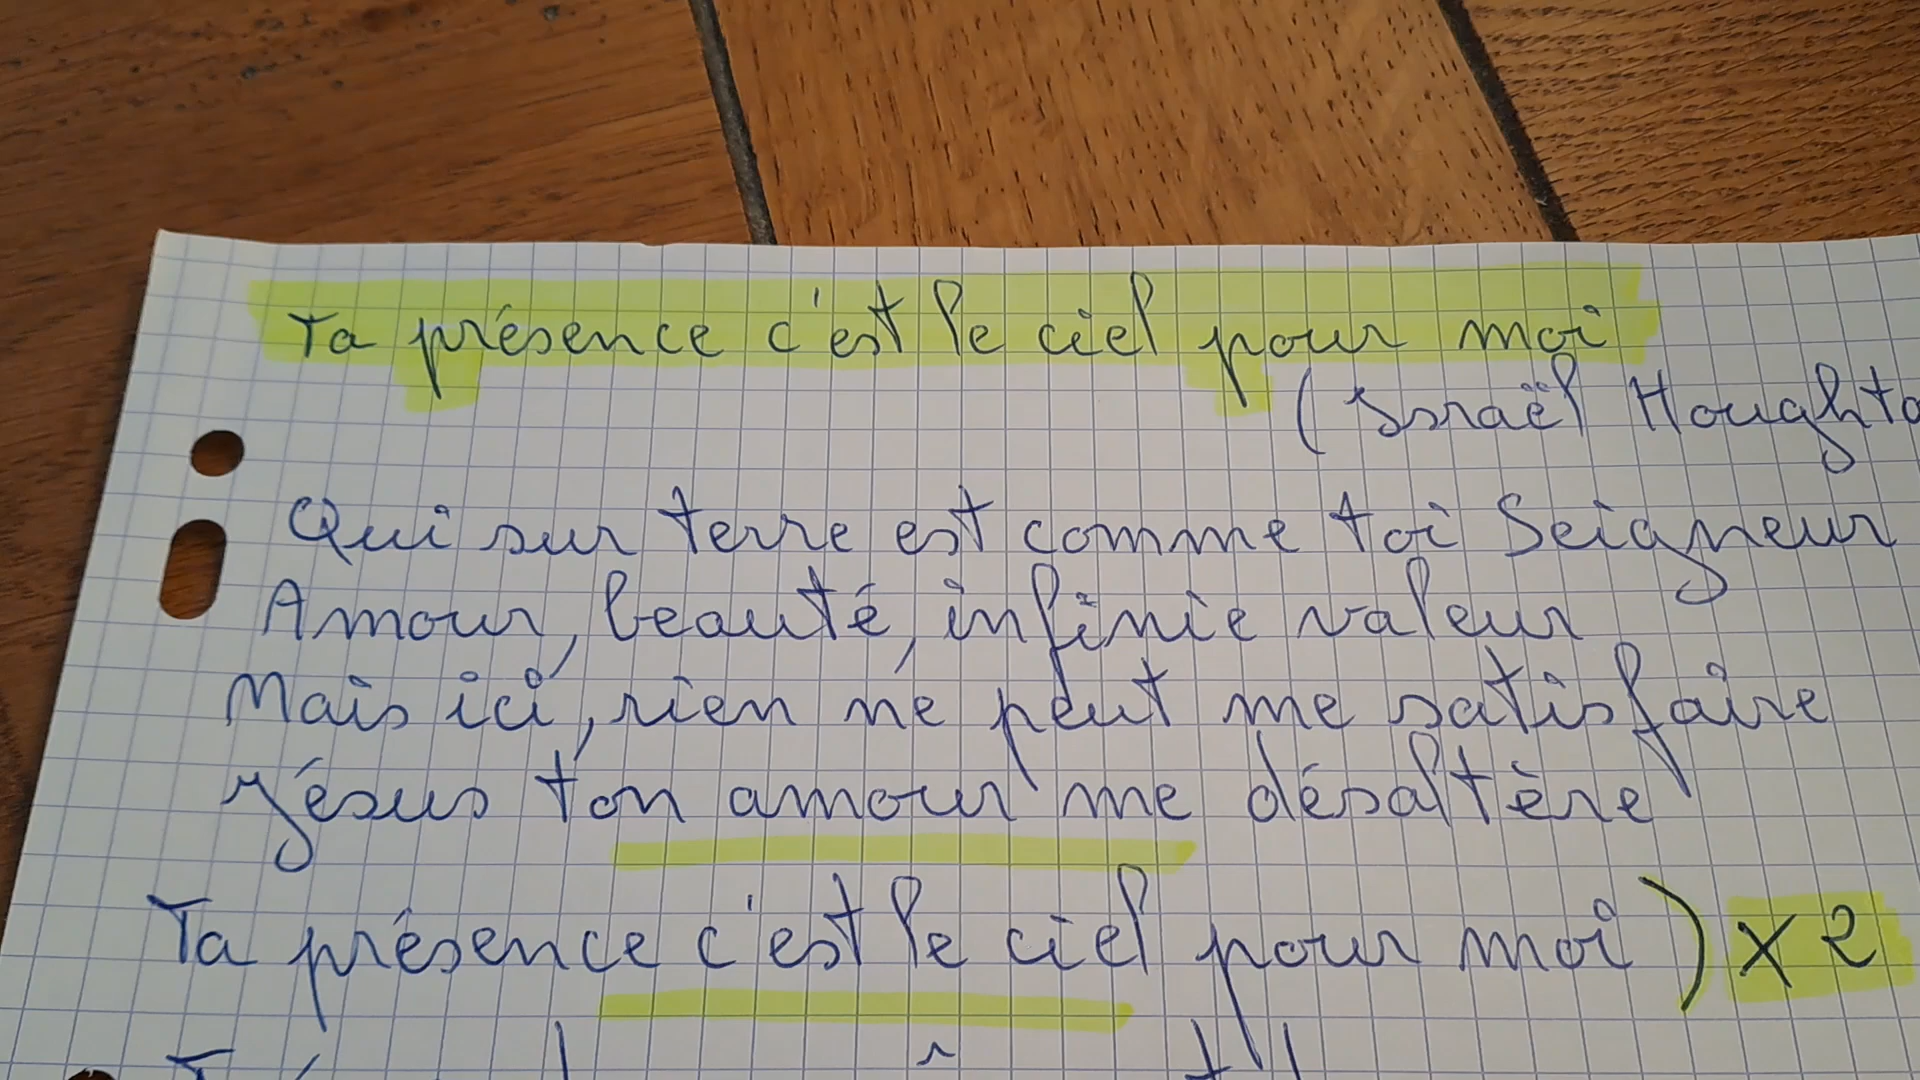 Ta présence c'est le ciel pour moi
(Israël Houghto
Qui sur terre est comme toi Seigneur
Amour, beauté, infinie valeur
Mais ici, rien ne peut me satisfaire
Jésus ton amour me désaltère
Ta présence c'est le ciel pour moi) x 2